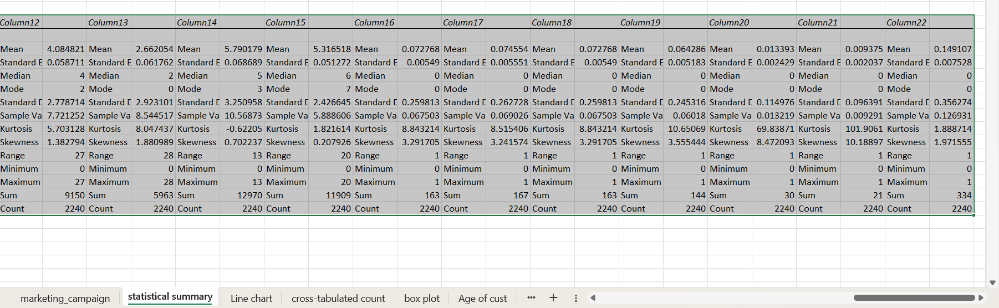 Column12 Column13 Column14 Column15 Column16 Column17 Column18 Column19 Column20 Column21 Column22
Mean 4.084821 Mean 2.662054 Mean 5.790179 Mean 5.316518 Mean 0.072768 Mean 0.074554 Mean 0.072768 Mean 0.064286 Mean 0.013393 Mean 0.009375 Mean 0.149107
Standard E 0.058711 Standard E 0.061762 Standard E 0.068689 Standard E 0.051272 Standard E 0.00549 Standard E 0.005551 Standard E 0.00549 Standard E 0.005183 Standard E 0.002429 Standard E 0.002037 Standard E 0.007528
Median 4 Median 2 Median 5 Median 6 Median 0 Median 0 Median 0 Median 0 Median 0 Median 0 Median 0
Mode 2 Mode 0 Mode 3 Mode 7 Mode 0 Mode 0 Mode 0 Mode 0 Mode 0 Mode 0 Mode 0
Standard D 2.778714 Standard D 2.923101 Standard D 3.250958 Standard D 2.426645 Standard D 0.259813 Standard D 0.262728 Standard D 0.259813 Standard D 0.245316 Standard D 0.114976 Standard D 0.096391 Standard D 0.356274
Sample Va 7.721252 Sample Va 8.544517 Sample Va 10.56873 Sample Va 5.888606 Sample Va 0.067503 Sample Va 0.069026 Sample Va 0.067503 Sample Va 0.06018 Sample Va 0.013219 Sample Va 0.009291 Sample Va 0.126931
Kurtosis 5.703128 Kurtosis 8.047437 Kurtosis -0.62205 Kurtosis 1.821614 Kurtosis 8.843214 Kurtosis 8.515406 Kurtosis 8.843214 Kurtosis 10.65069 Kurtosis 69.83871 Kurtosis 101.9061 Kurtosis 1.888714
Skewness 1.382794 Skewness 1.880989 Skewness 0.702237 Skewness 0.207926 Skewness 3.291705 Skewness 3.241574 Skewness 3.291705 Skewness 3.555444 Skewness 8.472093 Skewness 10.18897 Skewness 1.971555
Range 27 Range 28 Range 13 Range 20 Range 1 Range 1 Range 1 Range 1 Range 1 Range 1 Range 1
Minimum 0 Minimum 0 Minimum 0 Minimum 0 Minimum 0 Minimum 0 Minimum 0 Minimum 0 Minimum 0 Minimum 0 Minimum 0
Maximum 27 Maximum 28 Maximum 13 Maximum 20 Maximum 1 Maximum 1 Maximum 1 Maximum 1 Maximum 1 Maximum 1 Maximum 1
Sum 9150 Sum 5963 Sum 12970 Sum 11909 Sum 163 Sum 167 Sum 163 Sum 144 Sum 30 Sum 21 Sum 334
Count 2240 Count 2240 Count 2240 Count 2240 Count 2240 Count 2240 Count 2240 Count 2240 Count 2240 Count 2240 Count 2240
marketing_campaign statistical summary Line chart cross-tabulated count box plot Age of cust ··· +